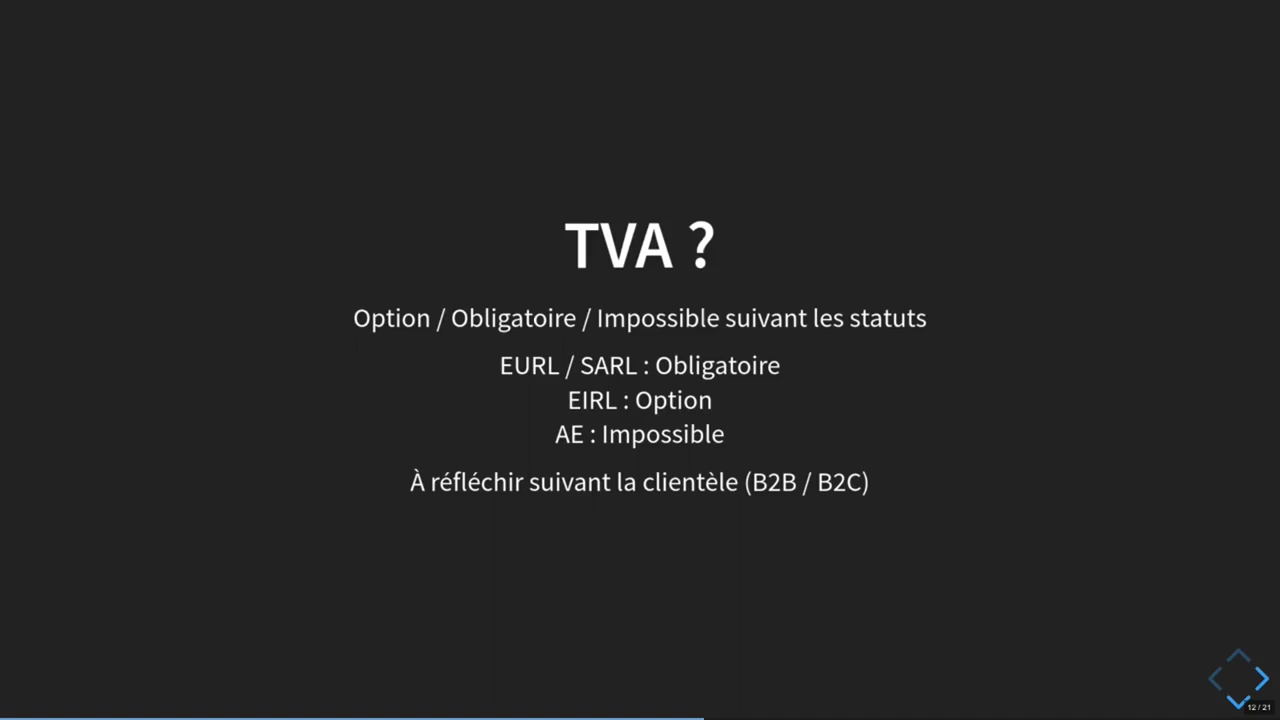 TVA ?
Option / Obligatoire / Impossible suivant les statuts
EURL / SARL : Obligatoire
EIRL : Option
AE : Impossible
À réfléchir suivant la clientèle (B2B / B2C)
12 / 21